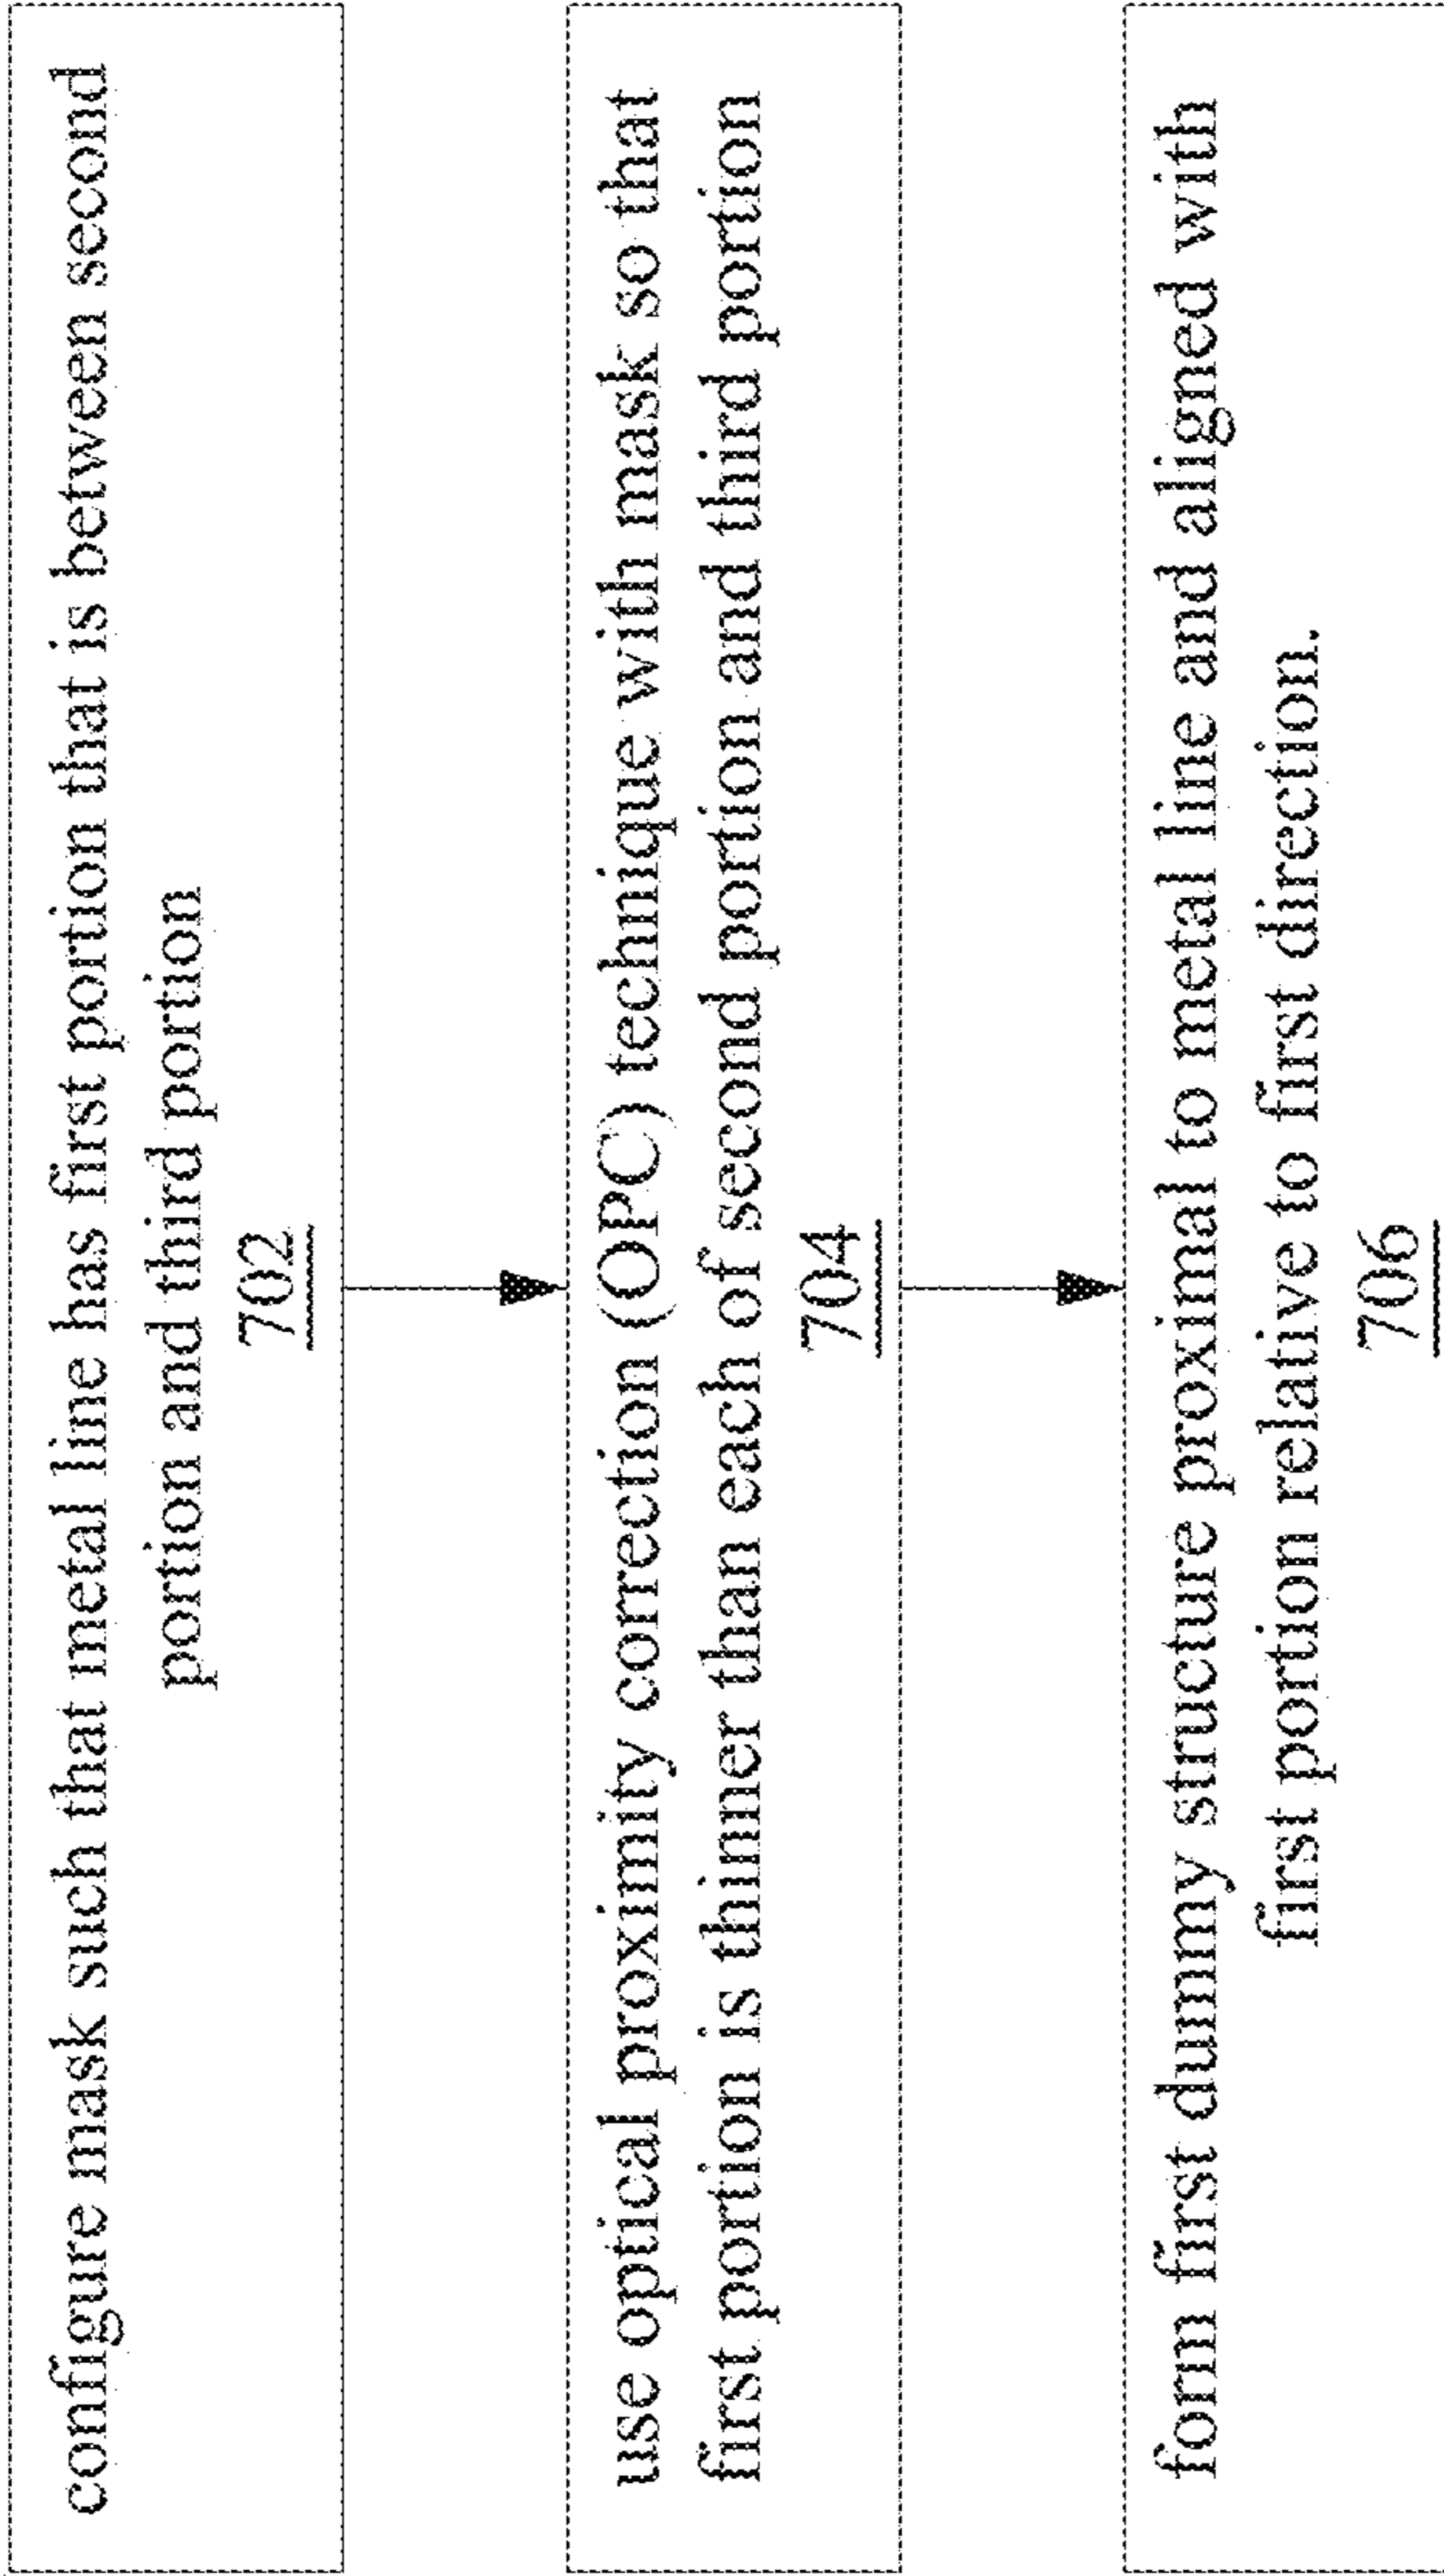 configure mask such that metal line has first portion that is between second
portion and third portion
702
use optical proximity correction (OPC) technique with mask so that
first portion is thinner than each of second portion and third portion
704
form first dummy structure proximal to metal line and aligned with
first portion relative to first direction.
706